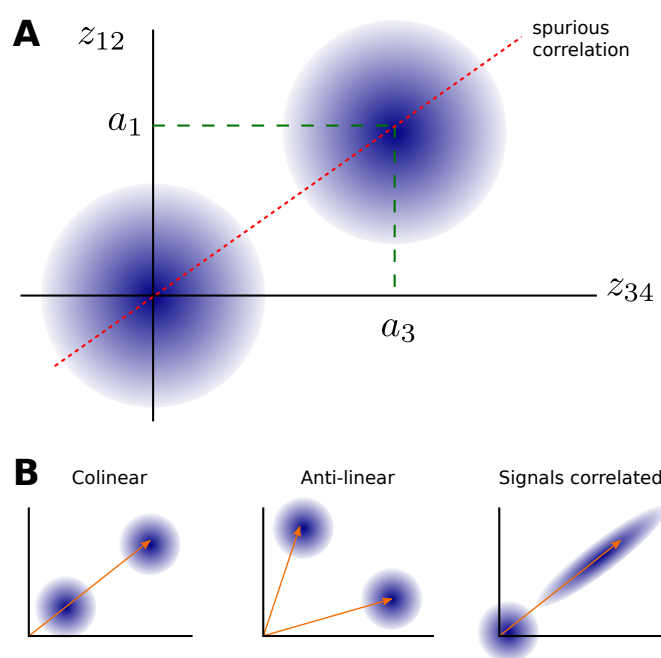 A
z12
spurious
correlation
a1
z34
a3
B
Colinear
Anti-linear
Signals correlated